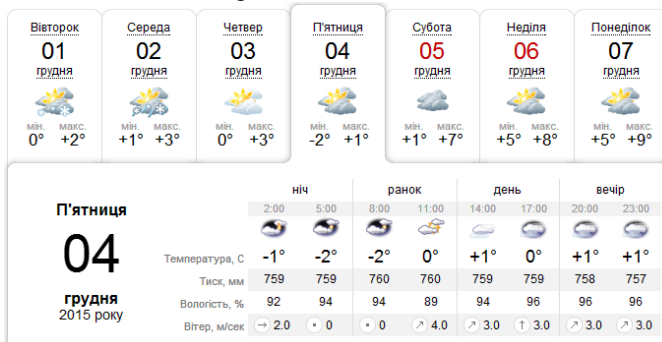 Вівторок Середа Четвер П'ятниця Субота Неділя Понеділок
01 02 03 04 05 06 07
грудня грудня грудня грудня грудня грудня грудня
мін. макс. мін. макс. мін. макс. мін. макс. мін. макс. мін. макс. мін. макс.
0° +2° +1° +3° 0° +3° -2° +1° +1° +7° +5° +8° +5° +9°
ніч ранок день вечір
П'ятниця 2:00 5:00 8:00 11:00 14:00 17:00 20:00 23:00
04
Температура, С -1° -2° -2° 0° +1° 0° +1° +1°
Тиск, мм 759 759 760 760 759 759 758 757
грудня
Вологість, % 92 94 94 89 94 96 96 96
2015 року
Вітер, м/сек → 2.0 0 0 ↗ 4.0 ↗ 3.0 ↑ 3.0 ↗ 3.0 ↗ 3.0